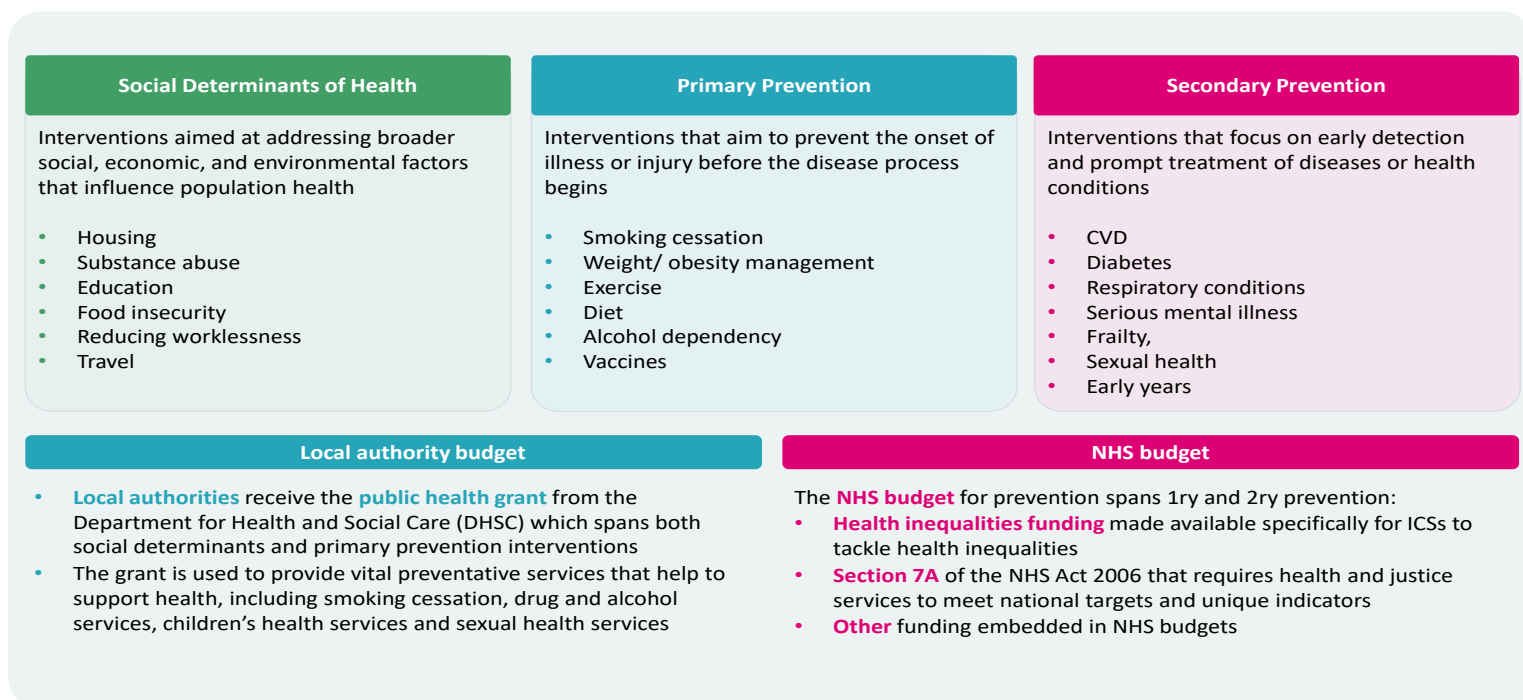 Social Determinants of Health
Interventions aimed at addressing broader
social, economic, and environmental factors
that influence population health
• Housing
• Substance abuse
• Education
• Food insecurity
• Reducing worklessness
• Travel
Primary Prevention
Interventions that aim to prevent the onset of
illness or injury before the disease process
begins
• Smoking cessation
• Weight/ obesity management
• Exercise
• Diet
• Alcohol dependency
• Vaccines
Secondary Prevention
Interventions that focus on early detection
and prompt treatment of diseases or health
conditions
• CVD
• Diabetes
• Respiratory conditions
• Serious mental illness
• Frailty,
• Sexual health
• Early years
Local authority budget
• Local authorities receive the public health grant from the
Department for Health and Social Care (DHSC) which spans both
social determinants and primary prevention interventions
• The grant is used to provide vital preventative services that help to
support health, including smoking cessation, drug and alcohol
services, children’s health services and sexual health services
NHS budget
The NHS budget for prevention spans 1ry and 2ry prevention:
• Health inequalities funding made available specifically for ICSs to
tackle health inequalities
• Section 7A of the NHS Act 2006 that requires health and justice
services to meet national targets and unique indicators
• Other funding embedded in NHS budgets